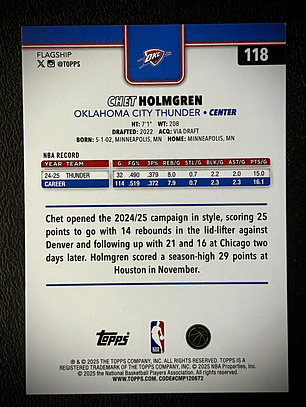 FLAGSHIP
@TOPPS
118
OKC
CHET HOLMGREN
OKLAHOMA CITY THUNDER • CENTER
HT: 7'1" WT: 208
DRAFTED: 2022 ACQ: VIA DRAFT
BORN: 5-1-02, MINNEAPOLIS, MN HOME: MINNEAPOLIS, MN
NBA RECORD
YEAR TEAM G FGN. 3P% REB/G STL/G BLK/G AST/G PTS/G
24-25 THUNDER 32 .490 .379 8.0 0.7 2.2 2.0 15.0
CAREER 114 .519 .372 7.9 0.7 2.3 2.3 16.1
Chet opened the 2024/25 campaign in style, scoring 25
points to go with 14 rebounds in the lid-lifter against
Denver and following up with 21 and 16 at Chicago two
days later. Holmgren scored a season-high 29 points at
Houston in November.
Topps NBA
® & © 2025 THE TOPPS COMPANY, INC. ALL RIGHTS RESERVED. TOPPS IS A
REGISTERED TRADEMARK OF THE TOPPS COMPANY, INC. © 2025 NBA Properties, Inc.
© 2025 the National Basketball Players Association. All rights reserved.
WWW.TOPPS.COM. CODE#CMP120872